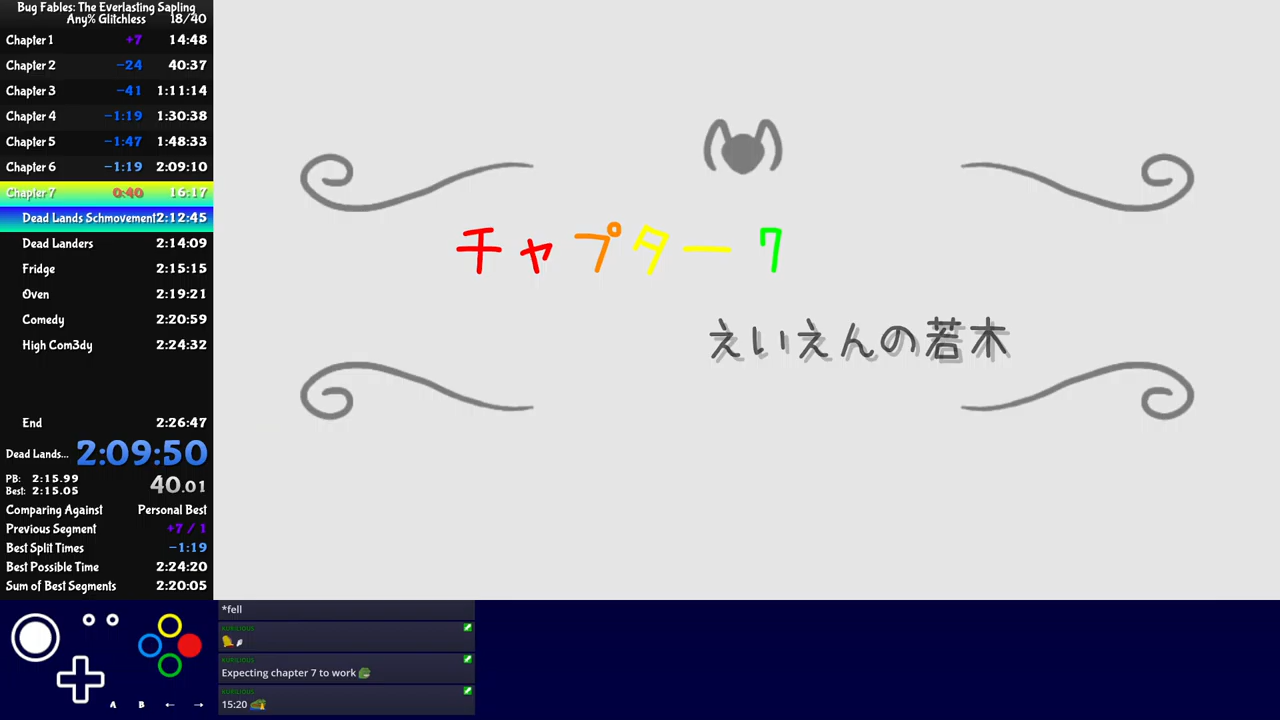 Bug Fables: The Everlasting Sapling
Any% Glitchless 18/40
Chapter 1 +7 14:48
Chapter 2 −24 40:37
Chapter 3 −41 1:11:14
Chapter 4 −1:19 1:30:38
Chapter 5 −1:47 1:48:33
Chapter 6 −1:19 2:09:10
Chapter 7 0:40 16:17
Dead Lands Schmovement 2:12:45
Dead Landers 2:14:09
Fridge 2:15:15
Oven 2:19:21
Comedy 2:20:59
High Com3dy 2:24:32
End 2:26:47
Dead Lands... 2:09:50
PB: 2:15.99
Best: 2:15.05
40.01
Comparing Against Personal Best
Previous Segment +7 / 1
Best Split Times −1:19
Best Possible Time 2:24:20
Sum of Best Segments 2:20:05
チャプター7
えいえんの若木
A B ← →
*fell
KURSIOUS
KURSIOUS
Expecting chapter 7 to work
KURSIOUS
15:20